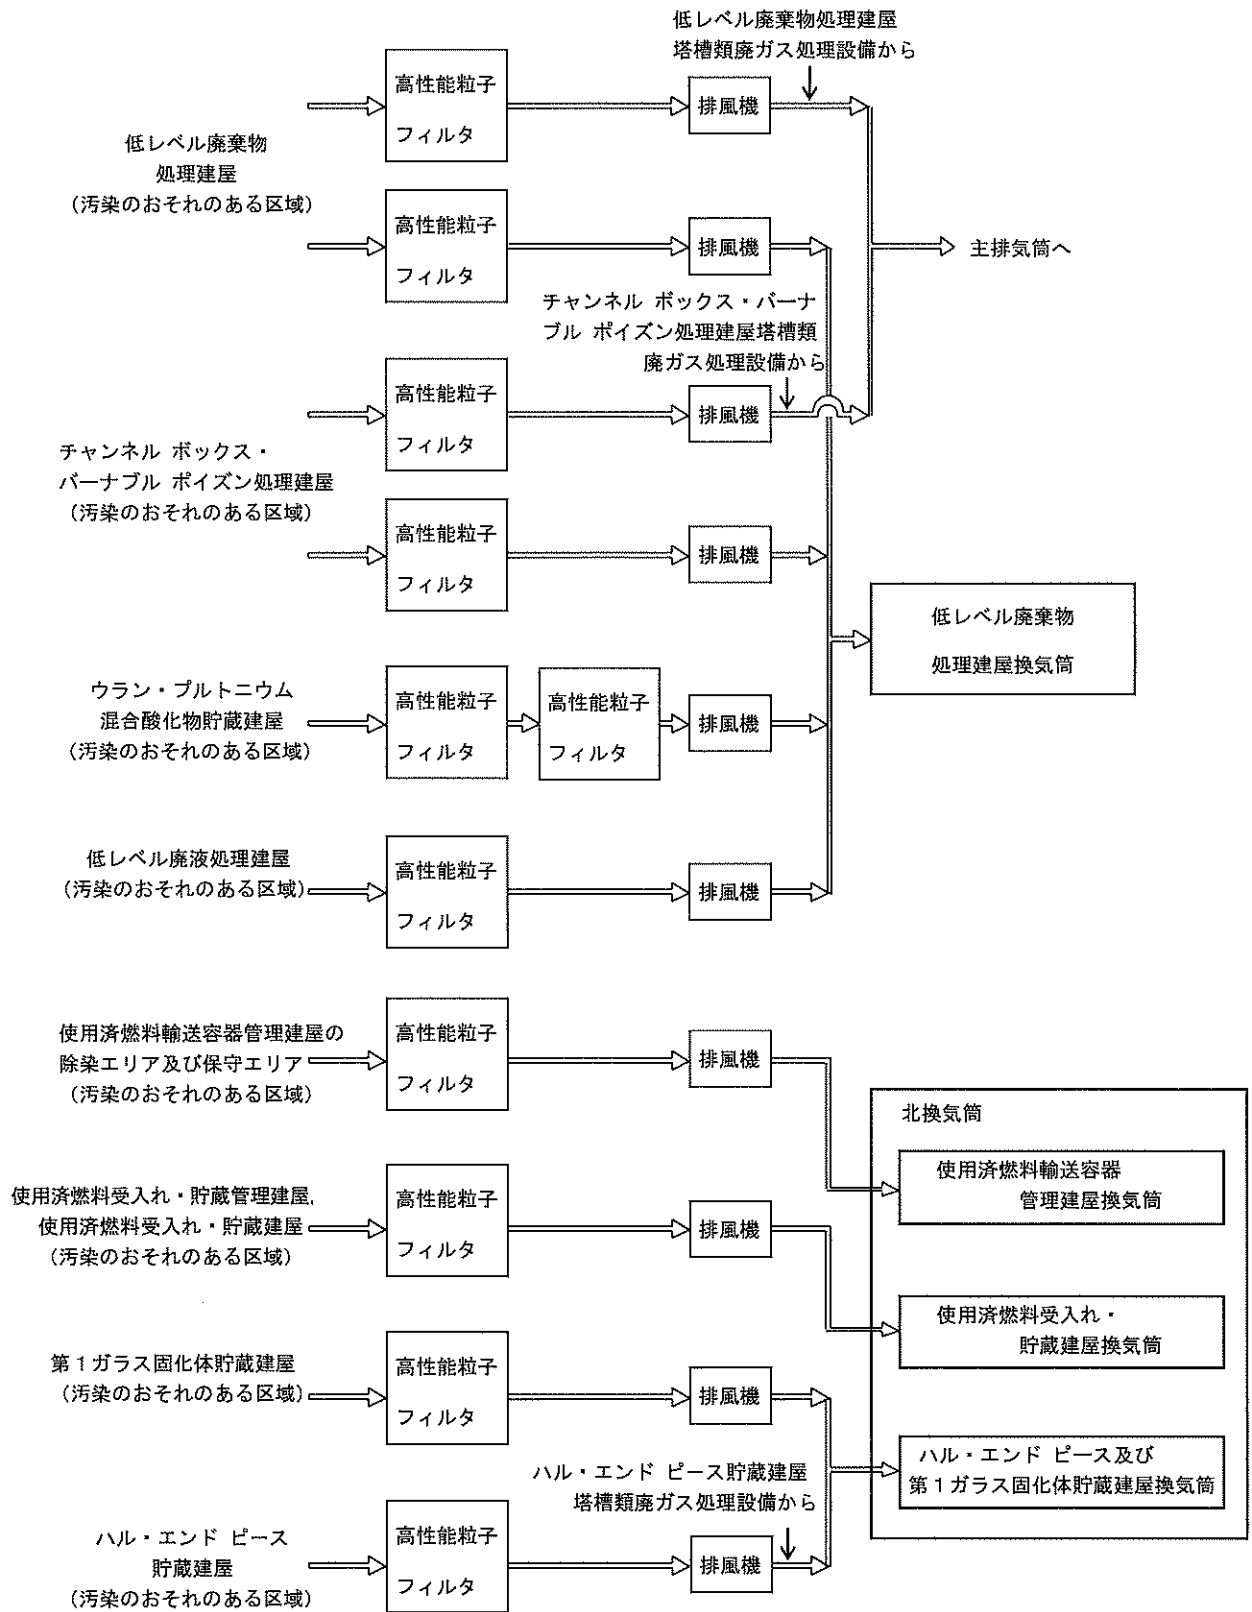 低レベル廃棄物処理建屋
塔槽類廃ガス処理設備から
高性能粒子
フィルタ
排風機
低レベル廃棄物
処理建屋
(汚染のおそれのある区域)
高性能粒子
フィルタ
排風機
主排気筒へ
チャンネル ボックス・バーナ
ブル ポイズン処理建屋塔槽類
廃ガス処理設備から
高性能粒子
フィルタ
排風機
チャンネル ボックス・
バーナブル ポイズン処理建屋
(汚染のおそれのある区域)
高性能粒子
フィルタ
排風機
低レベル廃棄物
処理建屋換気筒
ウラン・プルトニウム
混合酸化物貯蔵建屋
(汚染のおそれのある区域)
高性能粒子
フィルタ
高性能粒子
フィルタ
排風機
低レベル廃液処理建屋
(汚染のおそれのある区域)
高性能粒子
フィルタ
排風機
使用済燃料輸送容器管理建屋の
除染エリア及び保守エリア
(汚染のおそれのある区域)
高性能粒子
フィルタ
排風機
北換気筒
使用済燃料輸送容器
管理建屋換気筒
使用済燃料受入れ・貯蔵管理建屋,
使用済燃料受入れ・貯蔵建屋
(汚染のおそれのある区域)
高性能粒子
フィルタ
排風機
使用済燃料受入れ・
貯蔵建屋換気筒
第1ガラス固化体貯蔵建屋
(汚染のおそれのある区域)
高性能粒子
フィルタ
排風機
ハル・エンド ピース及び
第1ガラス固化体貯蔵建屋換気筒
ハル・エンド ピース貯蔵建屋
塔槽類廃ガス処理設備から
ハル・エンド ピース
貯蔵建屋
(汚染のおそれのある区域)
高性能粒子
フィルタ
排風機